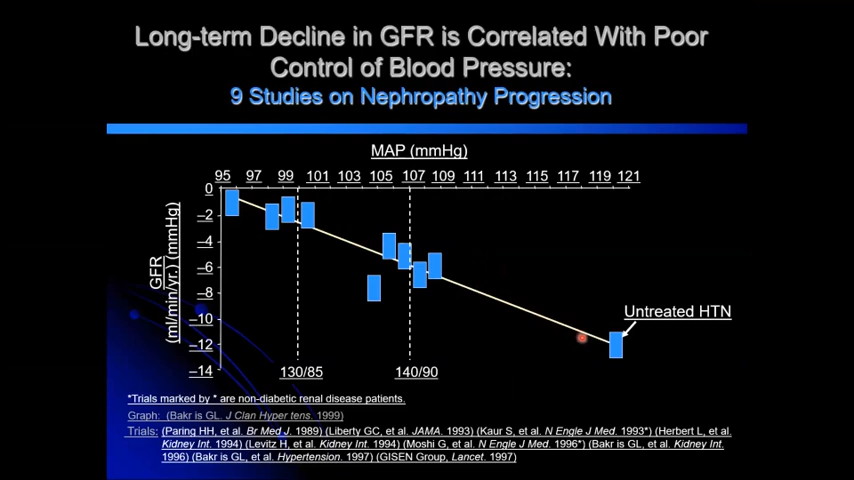 Long-term Decline in GFR is Correlated With Poor
Control of Blood Pressure:
9 Studies on Nephropathy Progression
MAP (mmHg)
95 97 99 101 103 105 107 109 111 113 115 117 119 121
0
–2
–4
–6
–8
–10
–12
–14
GFR
(ml/min/yr.) (mmHg)
Untreated HTN
130/85 140/90
*Trials marked by * are non-diabetic renal disease patients.
Graph: (Bakr is GL. J Clan Hyper tens. 1999)
Trials: (Paring HH, et al. Br Med J. 1989) (Liberty GC, et al. JAMA. 1993) (Kaur S, et al. N Engle J Med. 1993*) (Herbert L, et al.
Kidney Int. 1994) (Levitz H, et al. Kidney Int. 1994) (Moshi G, et al. N Engle J Med. 1996*) (Bakr is GL, et al. Kidney Int.
1996) (Bakr is GL, et al. Hypertension. 1997) (GISEN Group, Lancet. 1997)